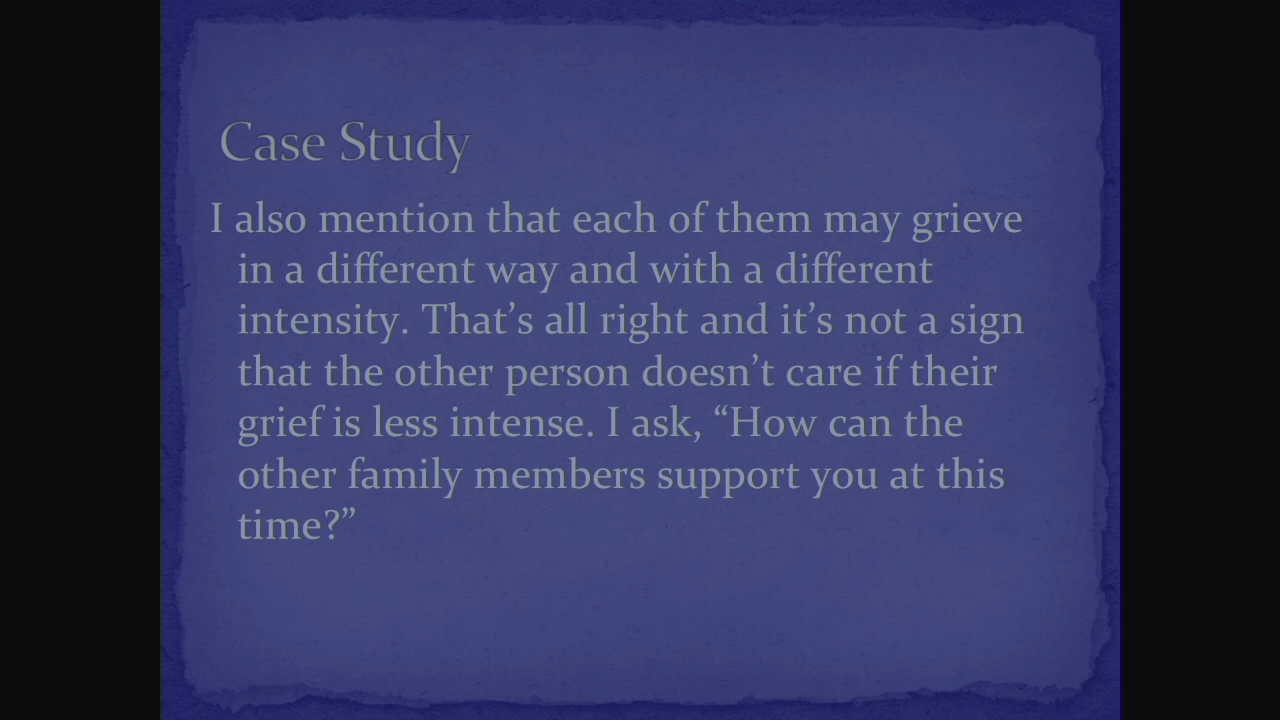 Case Study
I also mention that each of them may grieve
in a different way and with a different
intensity. That’s all right and it’s not a sign
that the other person doesn’t care if their
grief is less intense. I ask, “How can the
other family members support you at this
time?”